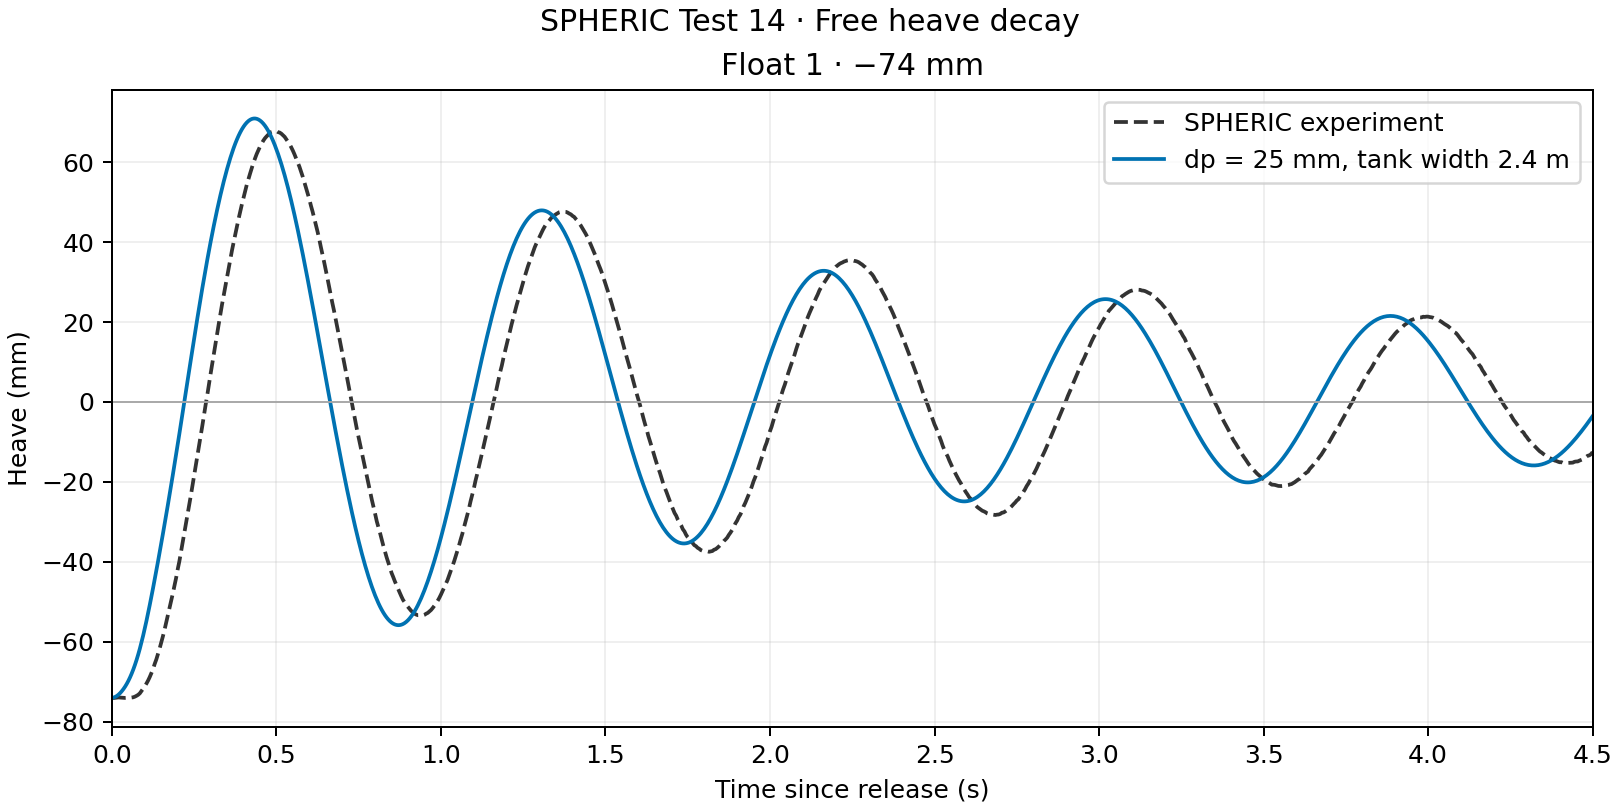 SPHERIC Test 14 · Free heave decay
Float 1 · −74 mm
SPHERIC experiment
dp = 25 mm, tank width 2.4 m
Heave (mm)
60
40
20
0
−20
−40
−60
−80
0.0 0.5 1.0 1.5 2.0 2.5 3.0 3.5 4.0 4.5
Time since release (s)